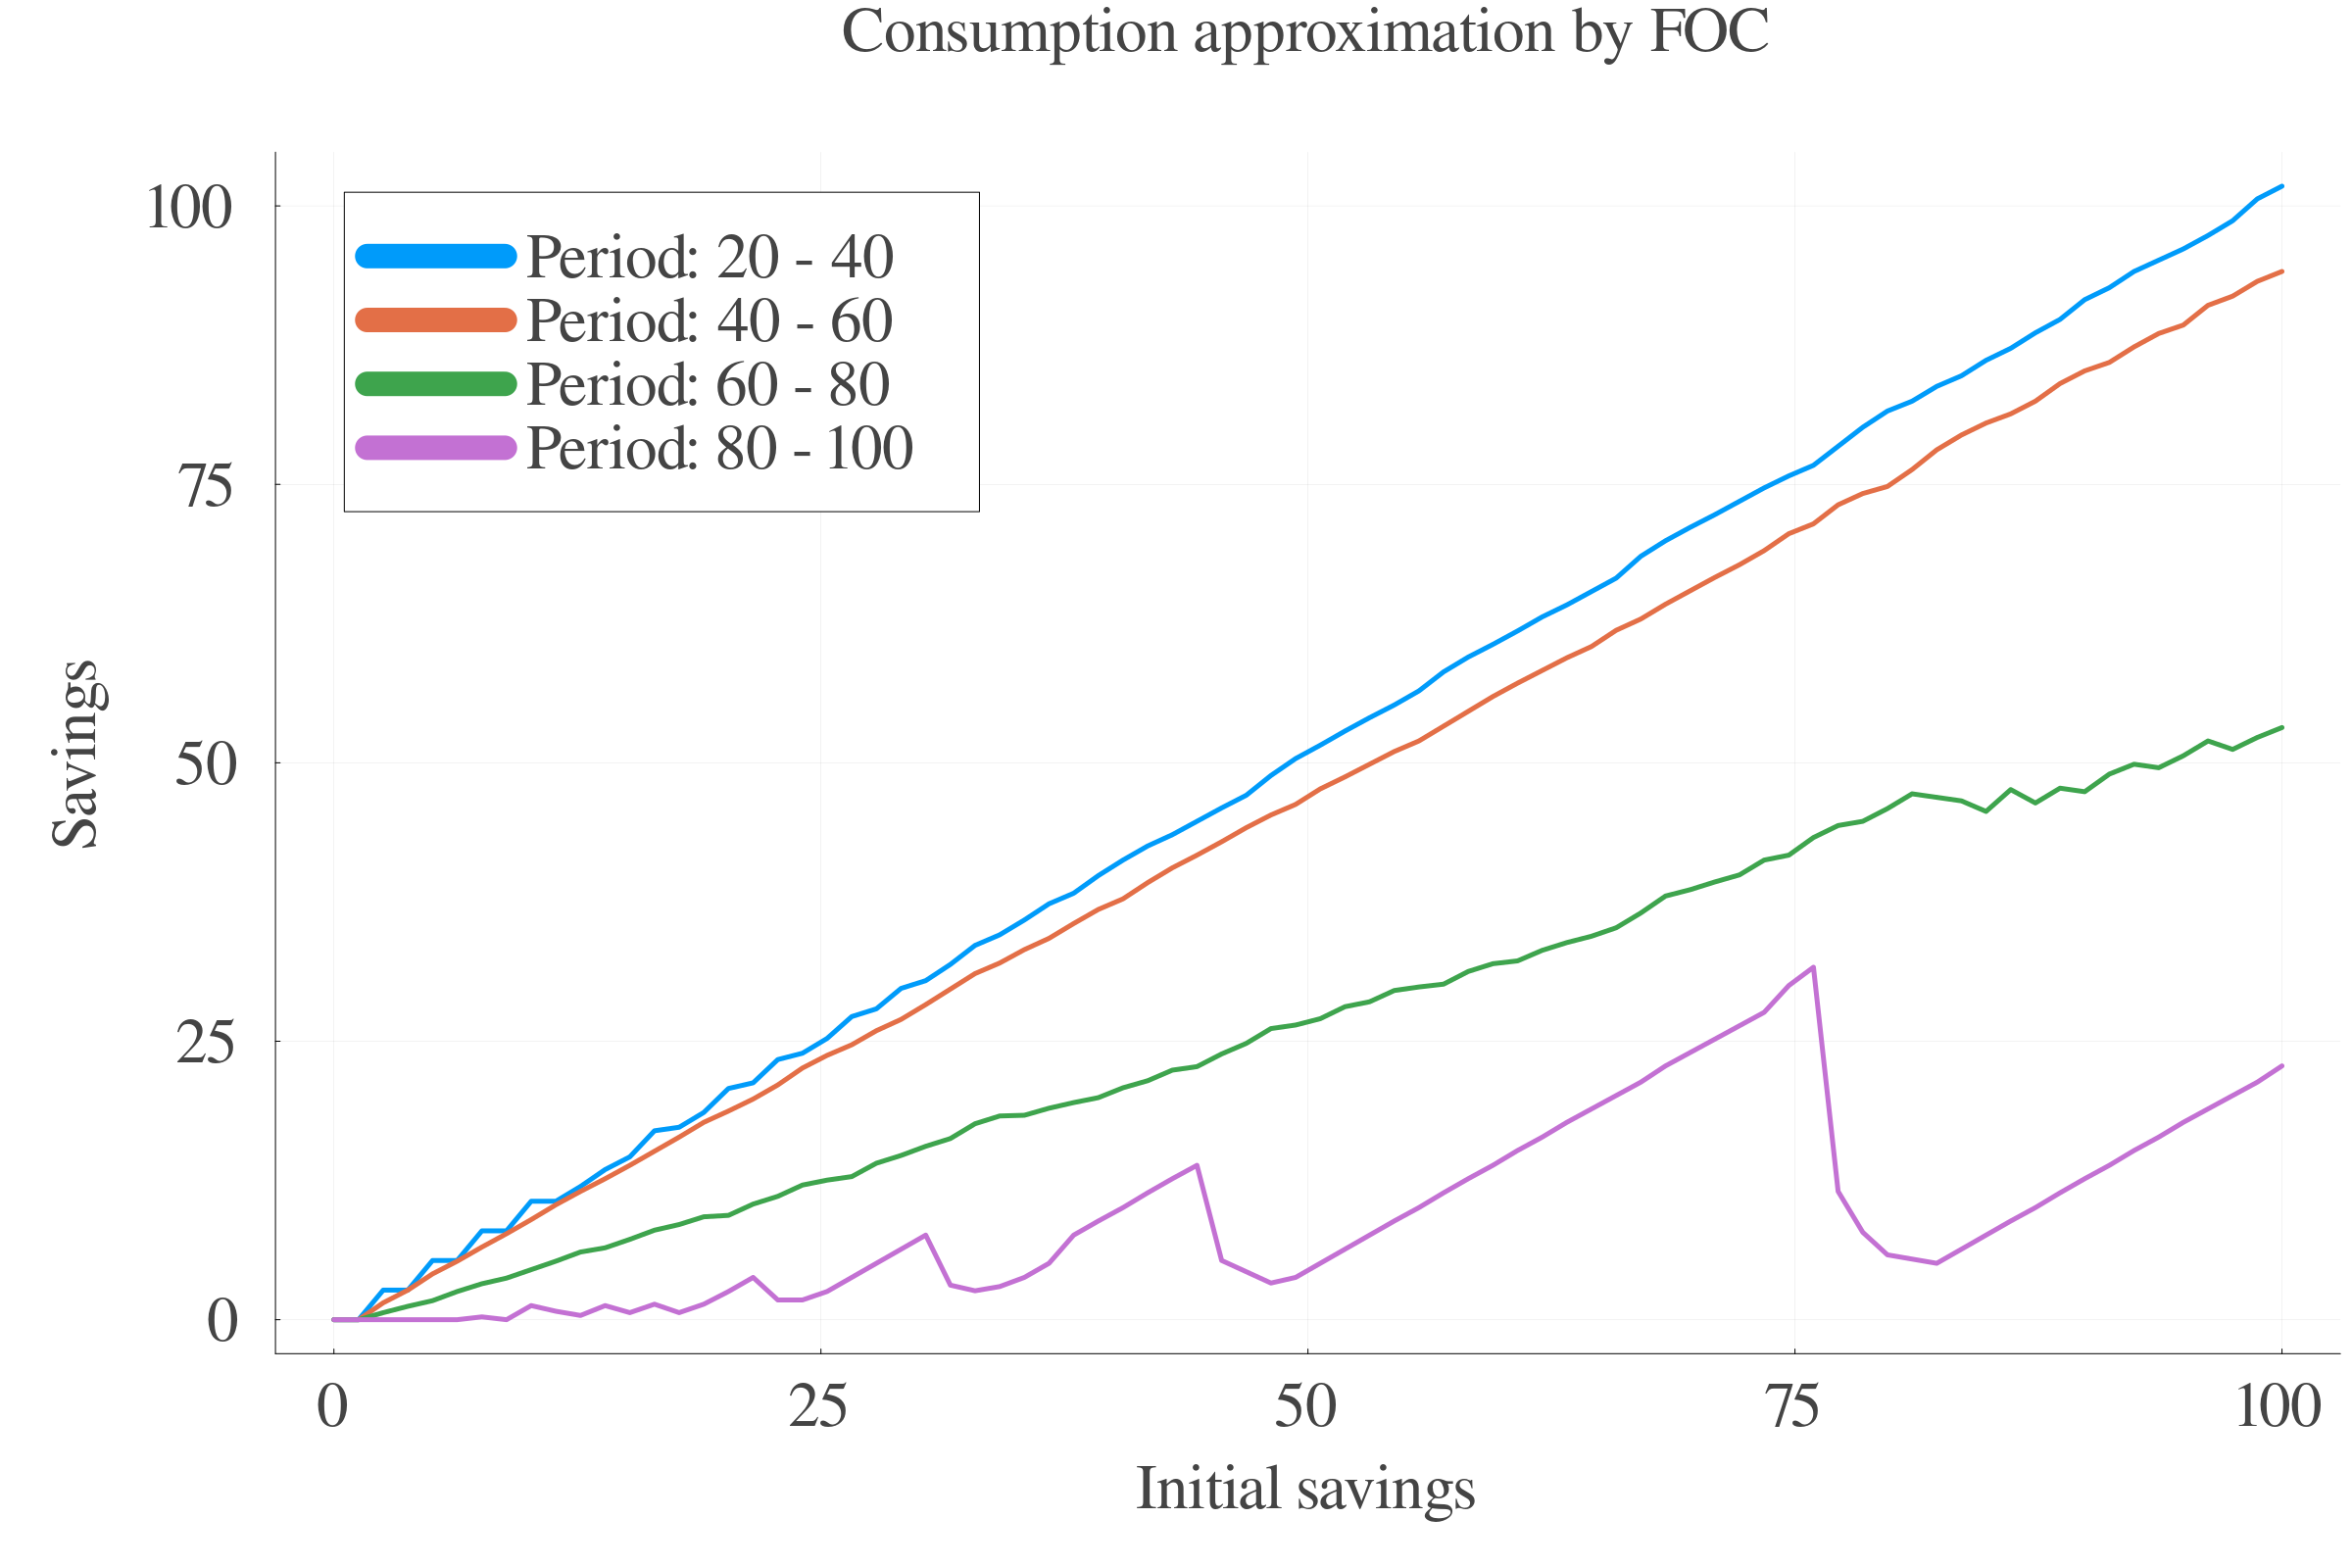 Consumption approximation by FOC
100
75
50
25
0
Savings
Period: 20 - 40
Period: 40 - 60
Period: 60 - 80
Period: 80 - 100
0 25 50 75 100
Initial savings